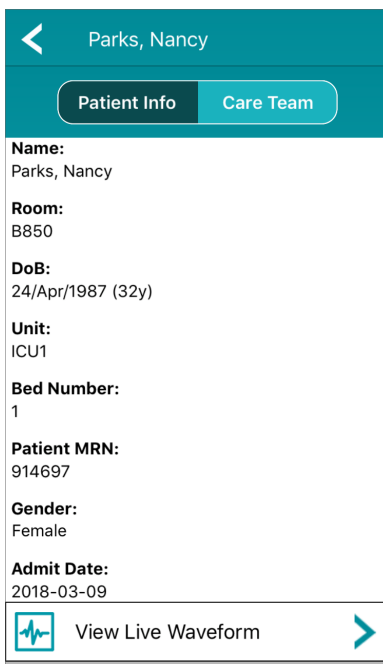 Parks, Nancy
Patient Info Care Team
Name:
Parks, Nancy
Room:
B850
DoB:
24/Apr/1987 (32y)
Unit:
ICU1
Bed Number:
1
Patient MRN:
914697
Gender:
Female
Admit Date:
2018-03-09
View Live Waveform